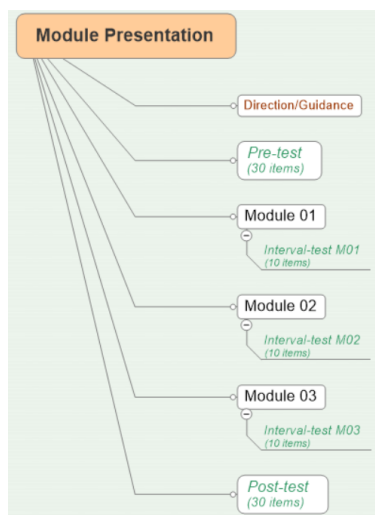 Module Presentation
Direction/Guidance
Pre-test
(30 items)
Module 01
Interval-test M01
(10 items)
Module 02
Interval-test M02
(10 items)
Module 03
Interval-test M03
(10 items)
Post-test
(30 items)